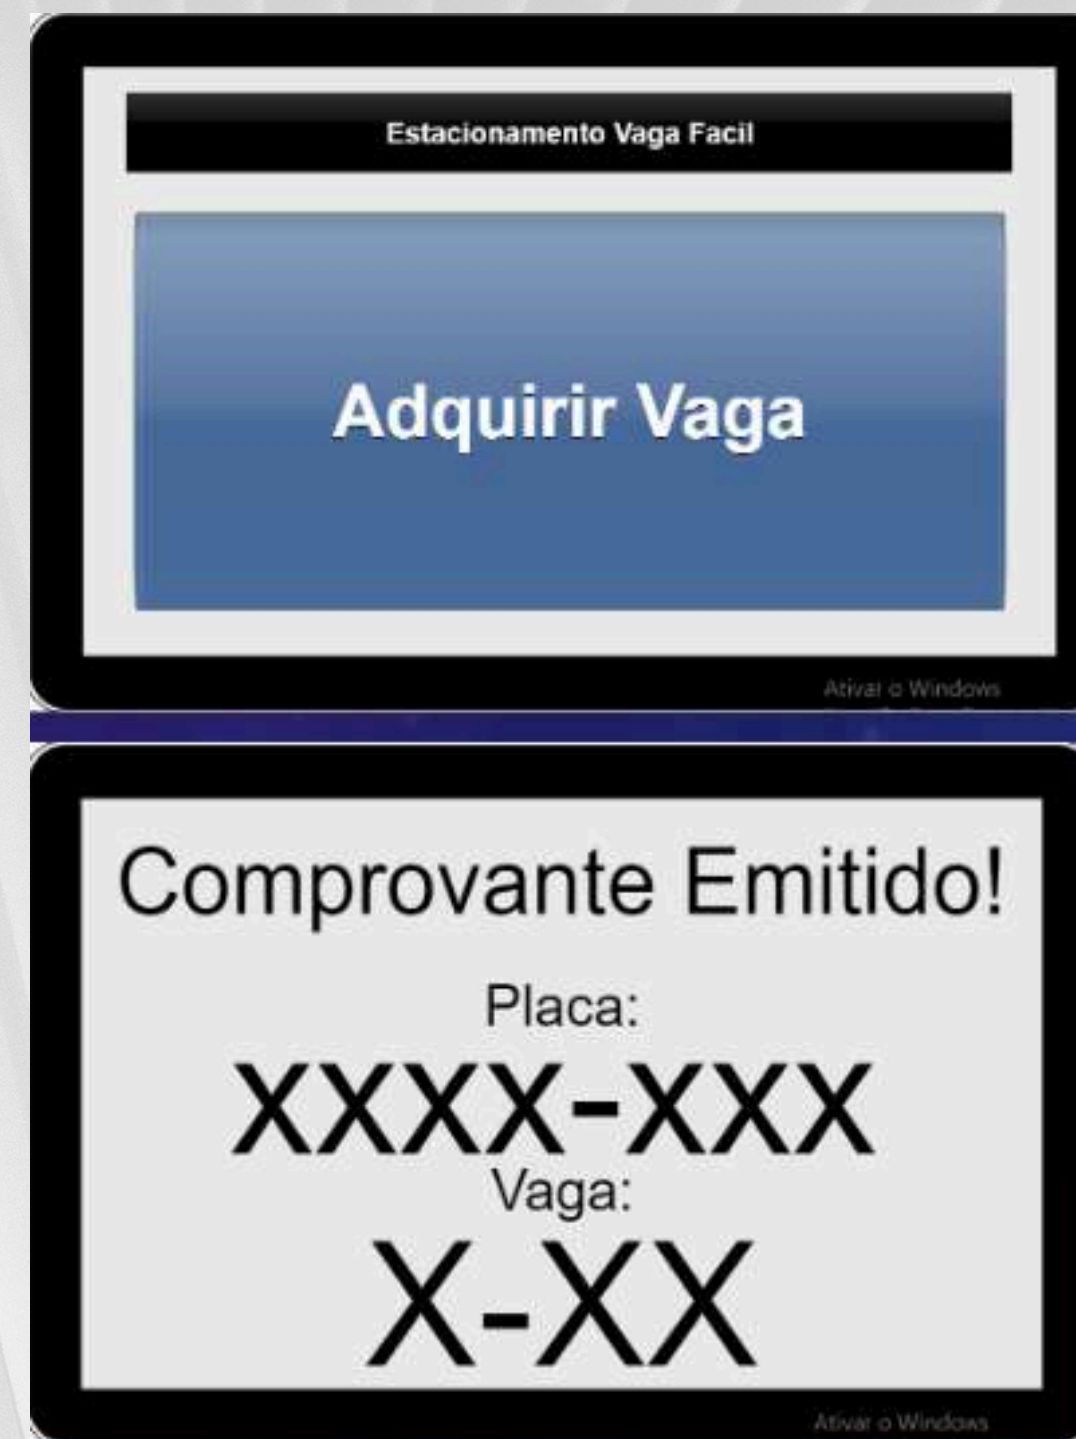 Estacionamento Vaga Facil
Adquirir Vaga
Ativar o Windows
Comprovante Emitido!
Placa:
XXXX-XXX
Vaga:
X-XX
Ativar o Windows